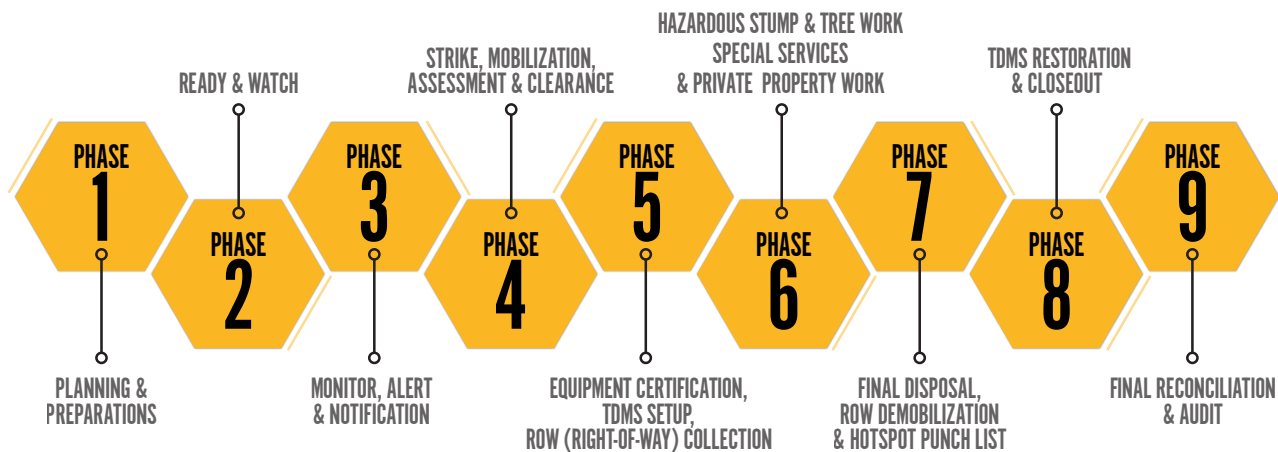 PHASE
1
PLANNING &
PREPARATIONS
READY & WATCH
PHASE
2
PHASE
3
MONITOR, ALERT
& NOTIFICATION
STRIKE, MOBILIZATION,
ASSESSMENT & CLEARANCE
PHASE
4
PHASE
5
EQUIPMENT CERTIFICATION,
TDMS SETUP,
ROW (RIGHT-OF-WAY) COLLECTION
HAZARDOUS STUMP & TREE WORK
SPECIAL SERVICES
& PRIVATE PROPERTY WORK
PHASE
6
PHASE
7
FINAL DISPOSAL,
ROW DEMOBILIZATION
& HOTSPOT PUNCH LIST
TDMS RESTORATION
& CLOSEOUT
PHASE
8
PHASE
9
FINAL RECONCILIATION
& AUDIT